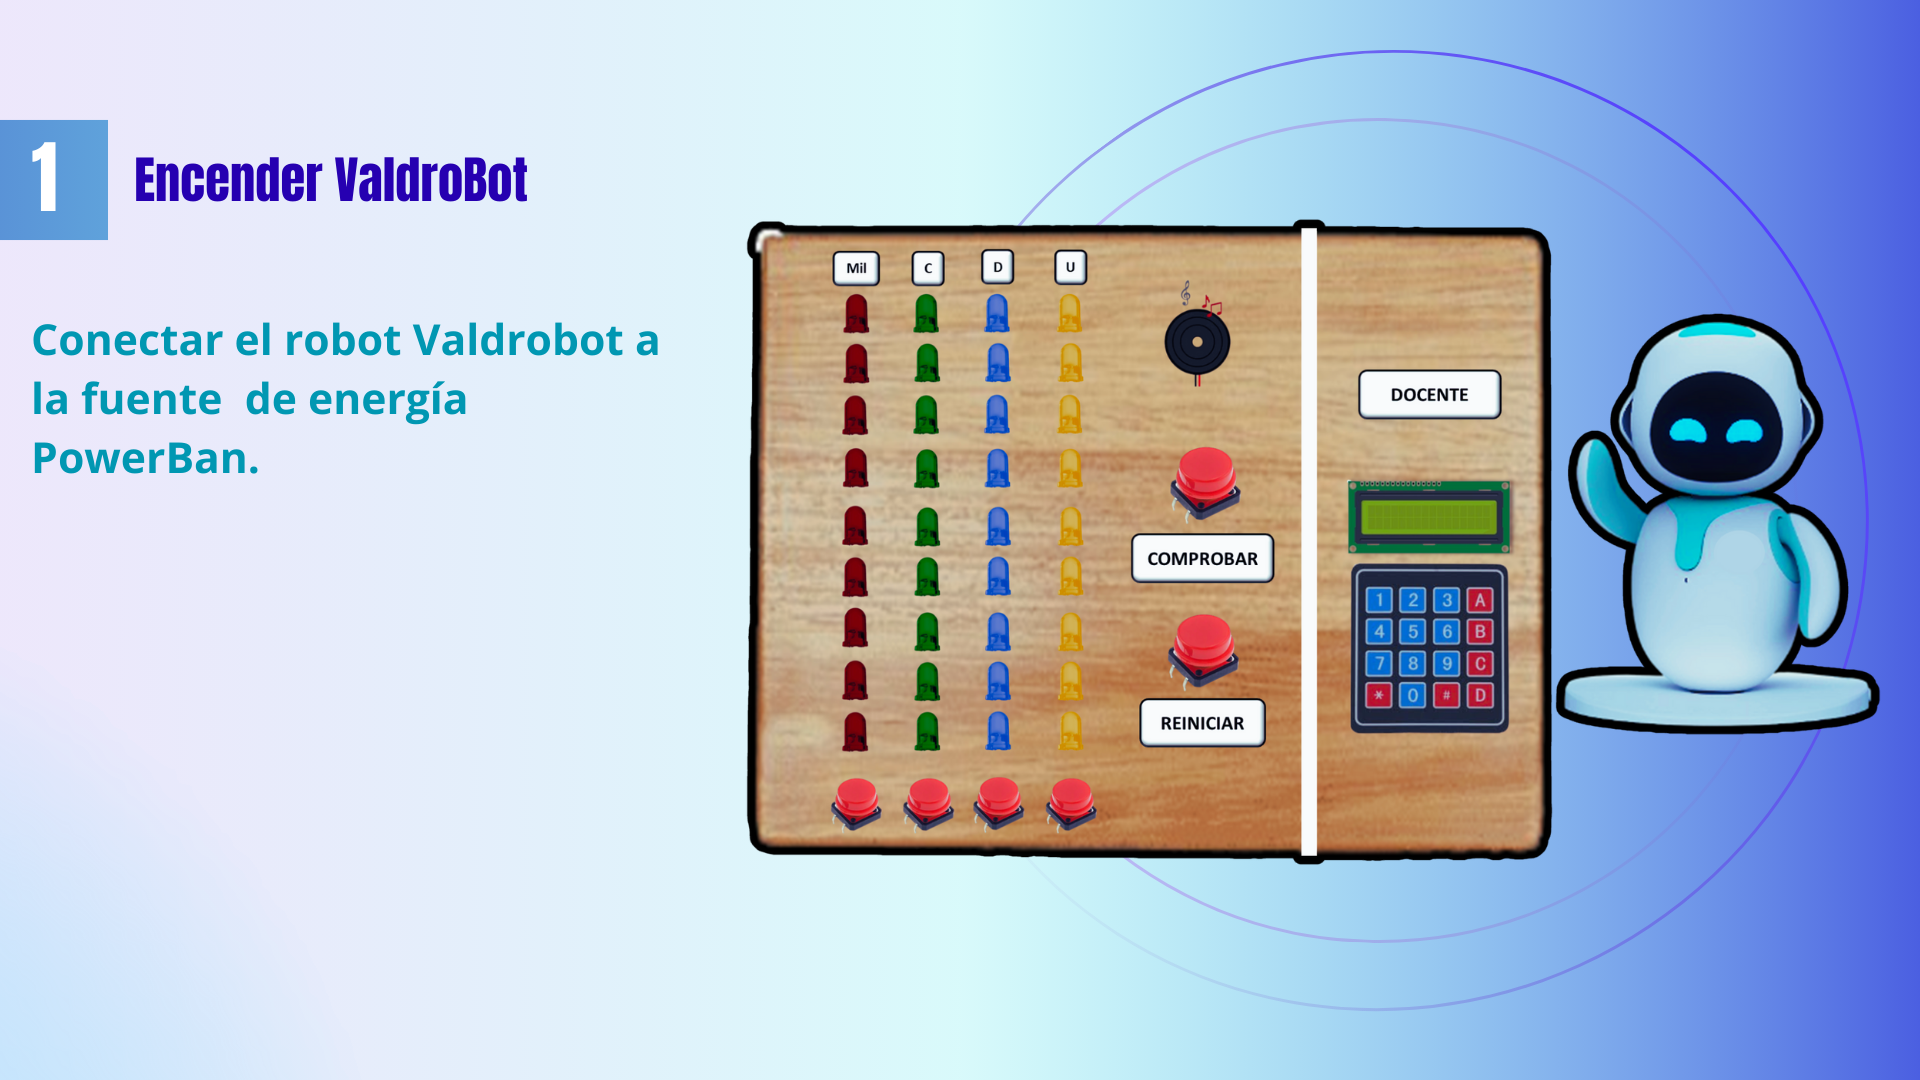 1
Encender ValdroBot
Conectar el robot Valdrobot a
la fuente  de energía
PowerBan.
Mil C D U
DOCENTE
COMPROBAR
REINICIAR
1 2 3 A
4 5 6 B
7 8 9 C
* 0 # D